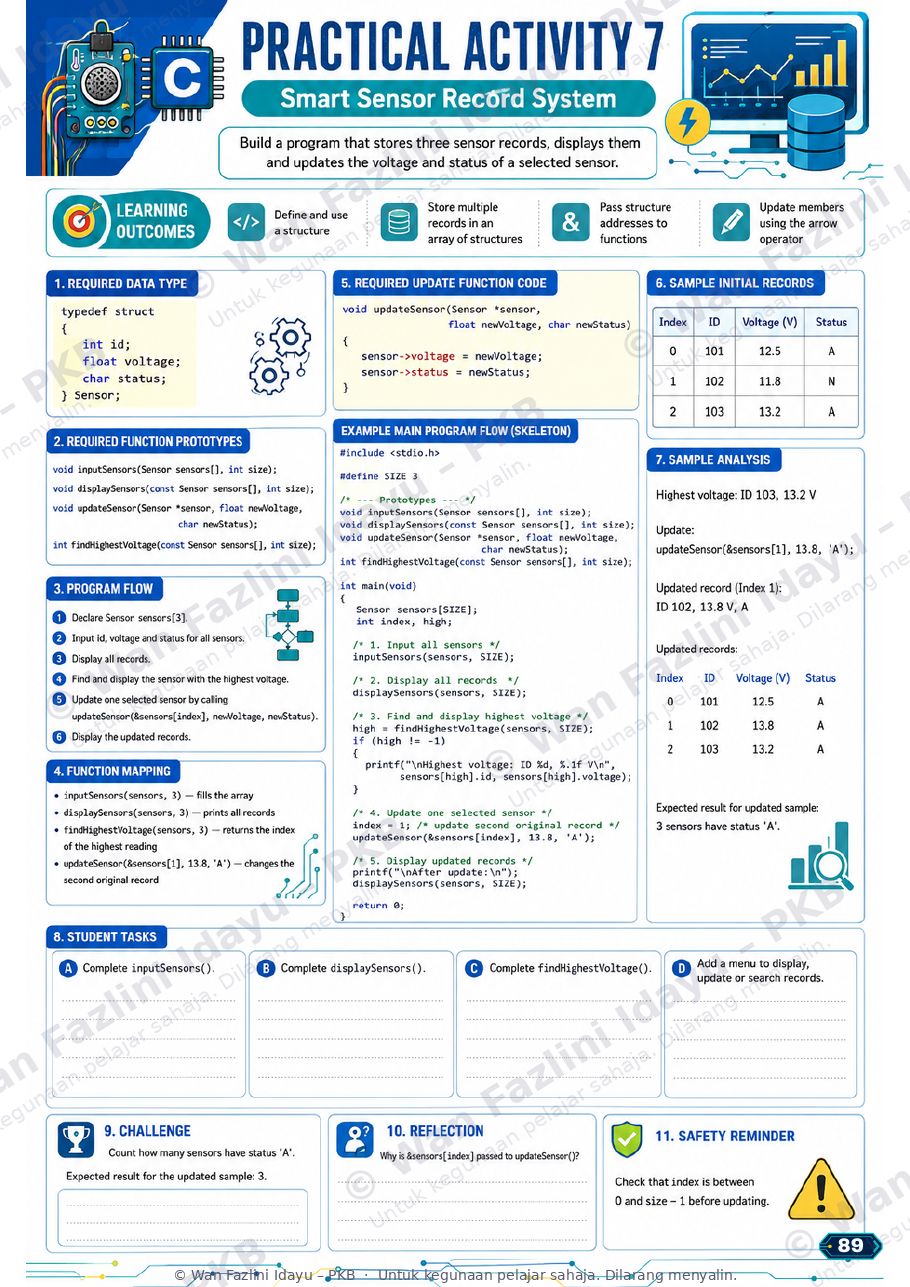 PRACTICAL ACTIVITY 7
Smart Sensor Record System
Build a program that stores three sensor records, displays them
and updates the voltage and status of a selected sensor.
C
LEARNING
OUTCOMES
</>
Define and use
a structure
Store multiple
records in an
array of structures
&
Pass structure
addresses to
functions
Update members
using the arrow
operator
1. REQUIRED DATA TYPE
typedef struct
{
int id;
float voltage;
char status;
} Sensor;
2. REQUIRED FUNCTION PROTOTYPES
void inputSensors(Sensor sensors[], int size);
void displaySensors(const Sensor sensors[], int size);
void updateSensor(Sensor *sensor, float newVoltage,
char newStatus);
int findHighestVoltage(const Sensor sensors[], int size);
3. PROGRAM FLOW
1 Declare Sensor sensors[3].
2 Input id, voltage and status for all sensors.
3 Display all records.
4 Find and display the sensor with the highest voltage.
5 Update one selected sensor by calling
updateSensor(&sensors[index], newVoltage, newStatus).
6 Display the updated records.
4. FUNCTION MAPPING
• inputSensors(sensors, 3) — fills the array
• displaySensors(sensors, 3) — prints all records
• findHighestVoltage(sensors, 3) — returns the index
of the highest reading
• updateSensor(&sensors[1], 13.8, 'A') — changes the
second original record
5. REQUIRED UPDATE FUNCTION CODE
void updateSensor(Sensor *sensor,
float newVoltage, char newStatus)
{
sensor->voltage = newVoltage;
sensor->status = newStatus;
}
EXAMPLE MAIN PROGRAM FLOW (SKELETON)
#include <stdio.h>
#define SIZE 3
/* --- Prototypes --- */
void inputSensors(Sensor sensors[], int size);
void displaySensors(const Sensor sensors[], int size);
void updateSensor(Sensor *sensor, float newVoltage,
char newStatus);
int findHighestVoltage(const Sensor sensors[], int size);
int main(void)
{
Sensor sensors[SIZE];
int index, high;
/* 1. Input all sensors */
inputSensors(sensors, SIZE);
/* 2. Display all records */
displaySensors(sensors, SIZE);
/* 3. Find and display highest voltage */
high = findHighestVoltage(sensors, SIZE);
if (high != -1)
{
printf("\nHighest voltage: ID %d, %.1f V\n",
sensors[high].id, sensors[high].voltage);
}
/* 4. Update one selected sensor */
index = 1; /* update second original record */
updateSensor(&sensors[index], 13.8, 'A');
/* 5. Display updated records */
printf("\nAfter update:\n");
displaySensors(sensors, SIZE);
return 0;
}
6. SAMPLE INITIAL RECORDS
Index ID Voltage (V) Status
0 101 12.5 A
1 102 11.8 N
2 103 13.2 A
7. SAMPLE ANALYSIS
Highest voltage: ID 103, 13.2 V
Update:
updateSensor(&sensors[1], 13.8, 'A');
Updated record (Index 1):
ID 102, 13.8 V, A
Updated records:
Index ID Voltage (V) Status
0 101 12.5 A
1 102 13.8 A
2 103 13.2 A
Expected result for updated sample:
3 sensors have status 'A'.
8. STUDENT TASKS
A Complete inputSensors().
B Complete displaySensors().
C Complete findHighestVoltage().
D Add a menu to display,
update or search records.
9. CHALLENGE
Count how many sensors have status 'A'.
Expected result for the updated sample: 3.
10. REFLECTION
Why is &sensors[index] passed to updateSensor()?
11. SAFETY REMINDER
Check that index is between
0 and size – 1 before updating.
89
© Wan Fazlini Idayu – PKB
Untuk kegunaan pelajar sahaja. Dilarang menyalin.
© Wan Fazlini Idayu – PKB · Untuk kegunaan pelajar sahaja. Dilarang menyalin.